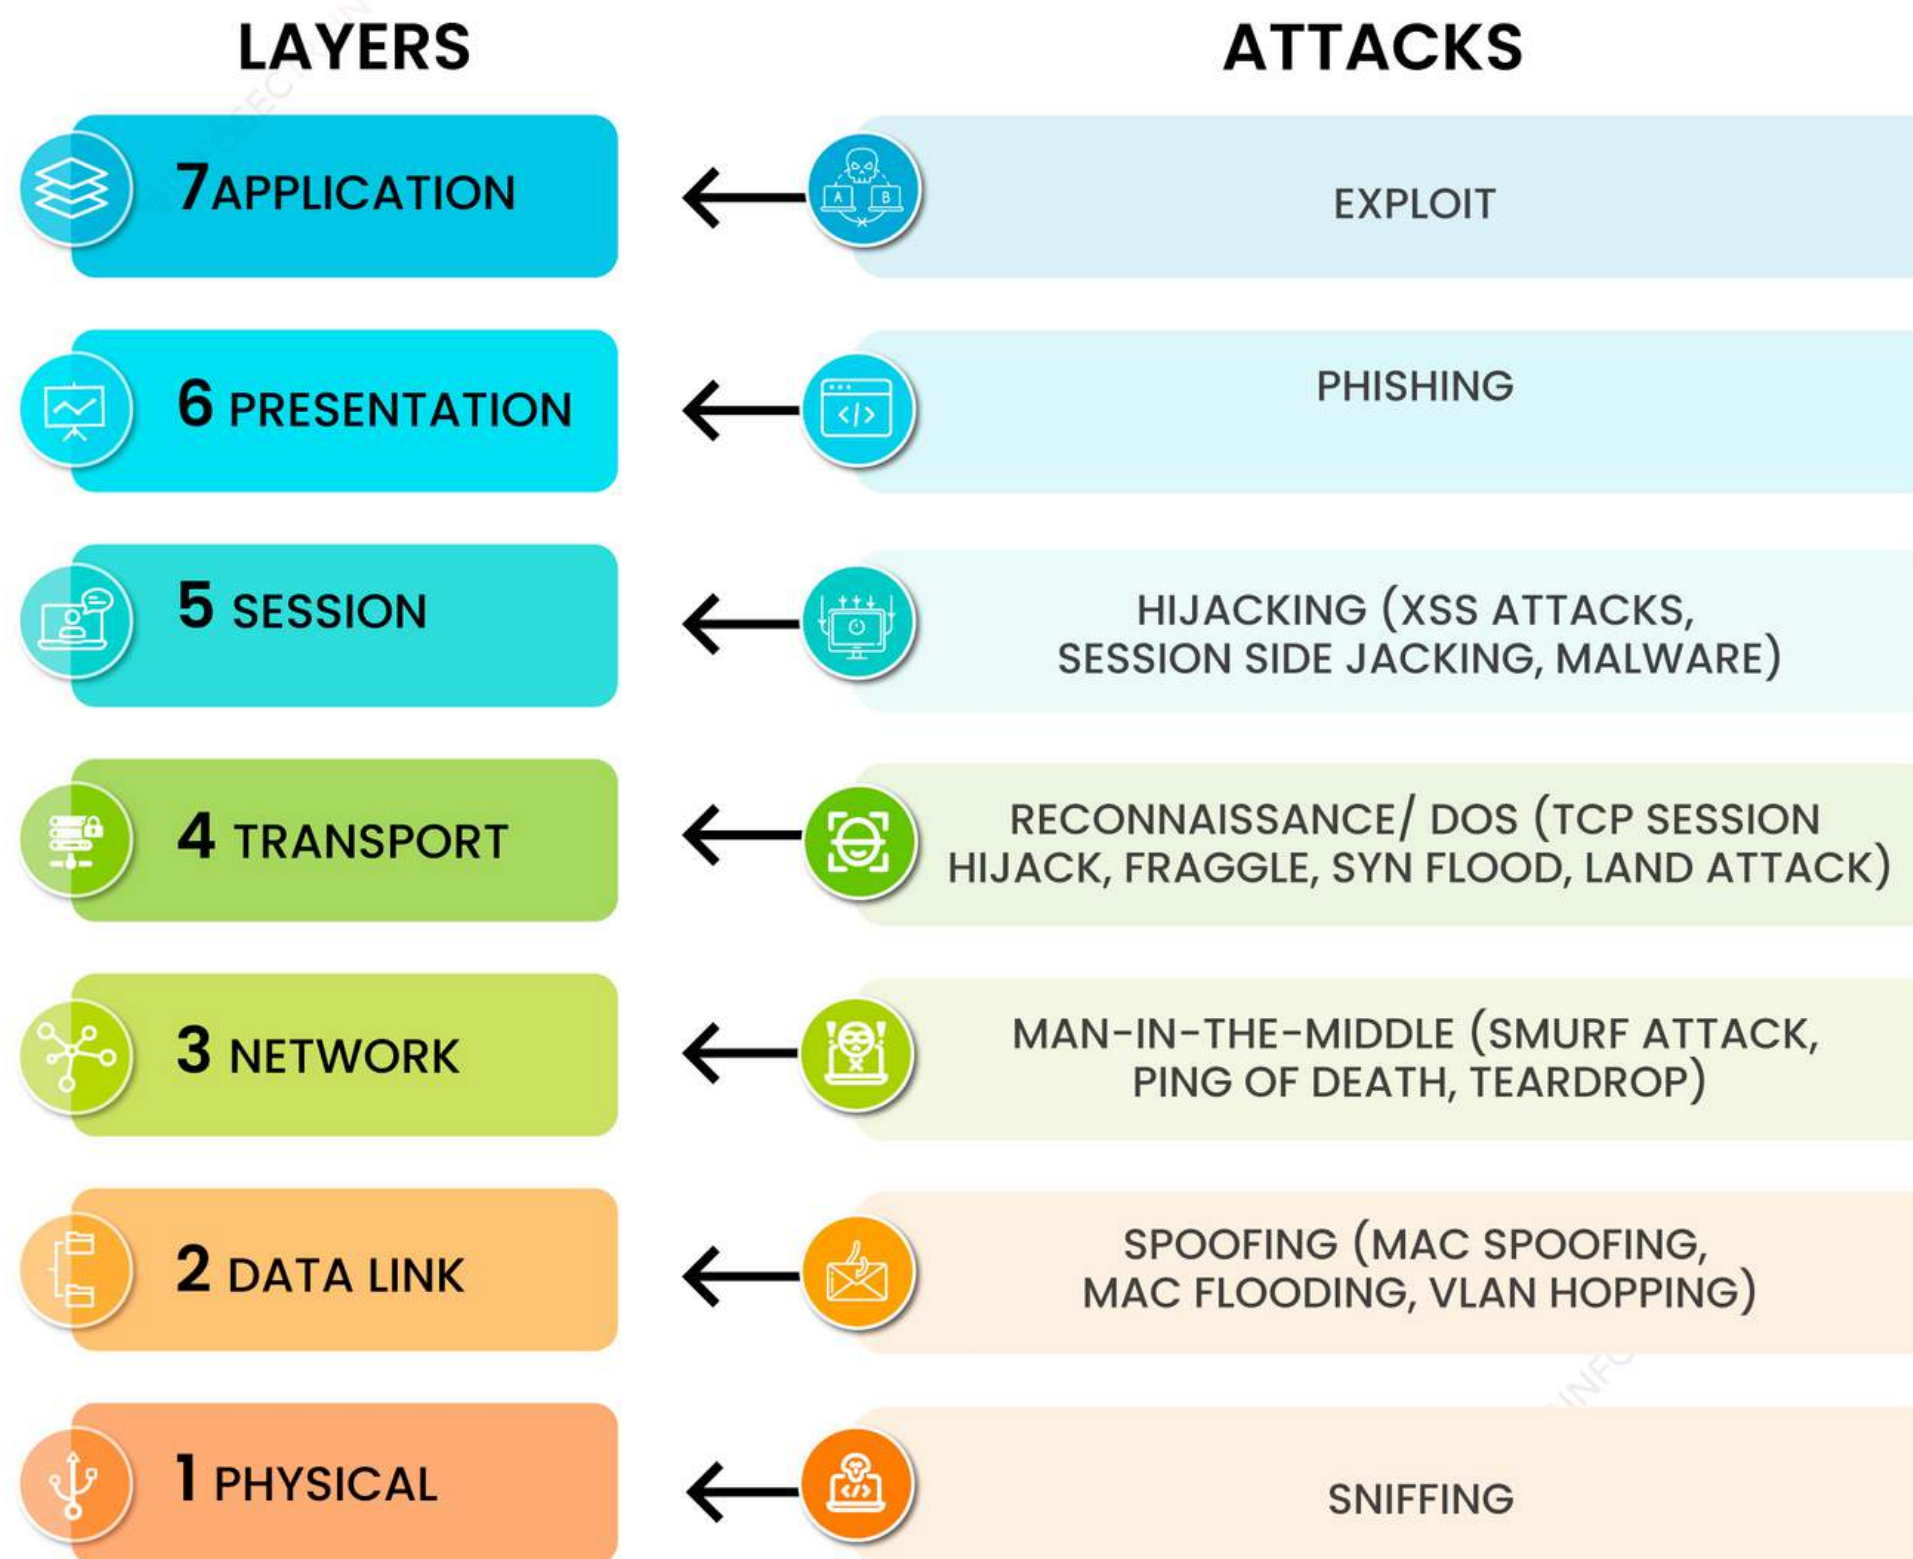 LAYERS
ATTACKS
7APPLICATION
EXPLOIT
6 PRESENTATION
PHISHING
5 SESSION
HIJACKING (XSS ATTACKS,
SESSION SIDE JACKING, MALWARE)
4 TRANSPORT
RECONNAISSANCE/ DOS (TCP SESSION
HIJACK, FRAGGLE, SYN FLOOD, LAND ATTACK)
3 NETWORK
MAN-IN-THE-MIDDLE (SMURF ATTACK,
PING OF DEATH, TEARDROP)
2 DATA LINK
SPOOFING (MAC SPOOFING,
MAC FLOODING, VLAN HOPPING)
1 PHYSICAL
SNIFFING
A
B